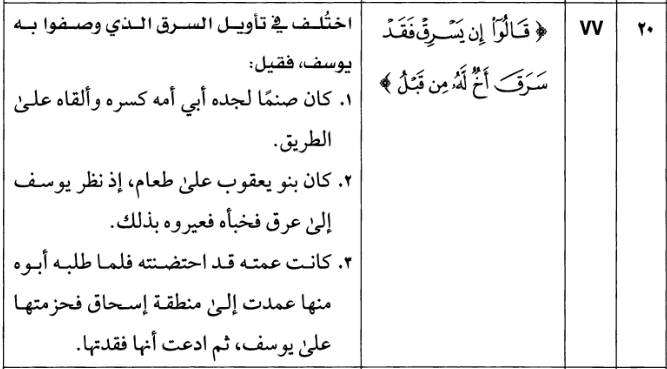 ٢٠
٧٧
﴿ قَالُوٓاْ إِن يَسۡرِقۡ فَقَدۡ
سَرَقَ أَخٞ لَّهُۥ مِن قَبۡلُ ﴾
اختُلف في تأويل السرق الذي وصفوا به
يوسف، فقيل:
١. كان صنمًا لجده أبي أمه كسره وألقاه علىٰ
الطريق.
٢. كان بنو يعقوب علىٰ طعام، إذ نظر يوسف
إلىٰ عرق فخبأه فعيروه بذلك.
٣. كانت عمته قد احتضنته فلما طلبه أبوه
منها عمدت إلىٰ منطقة إسحاق فحزمتها
علىٰ يوسف، ثم ادعت أنها فقدتها.